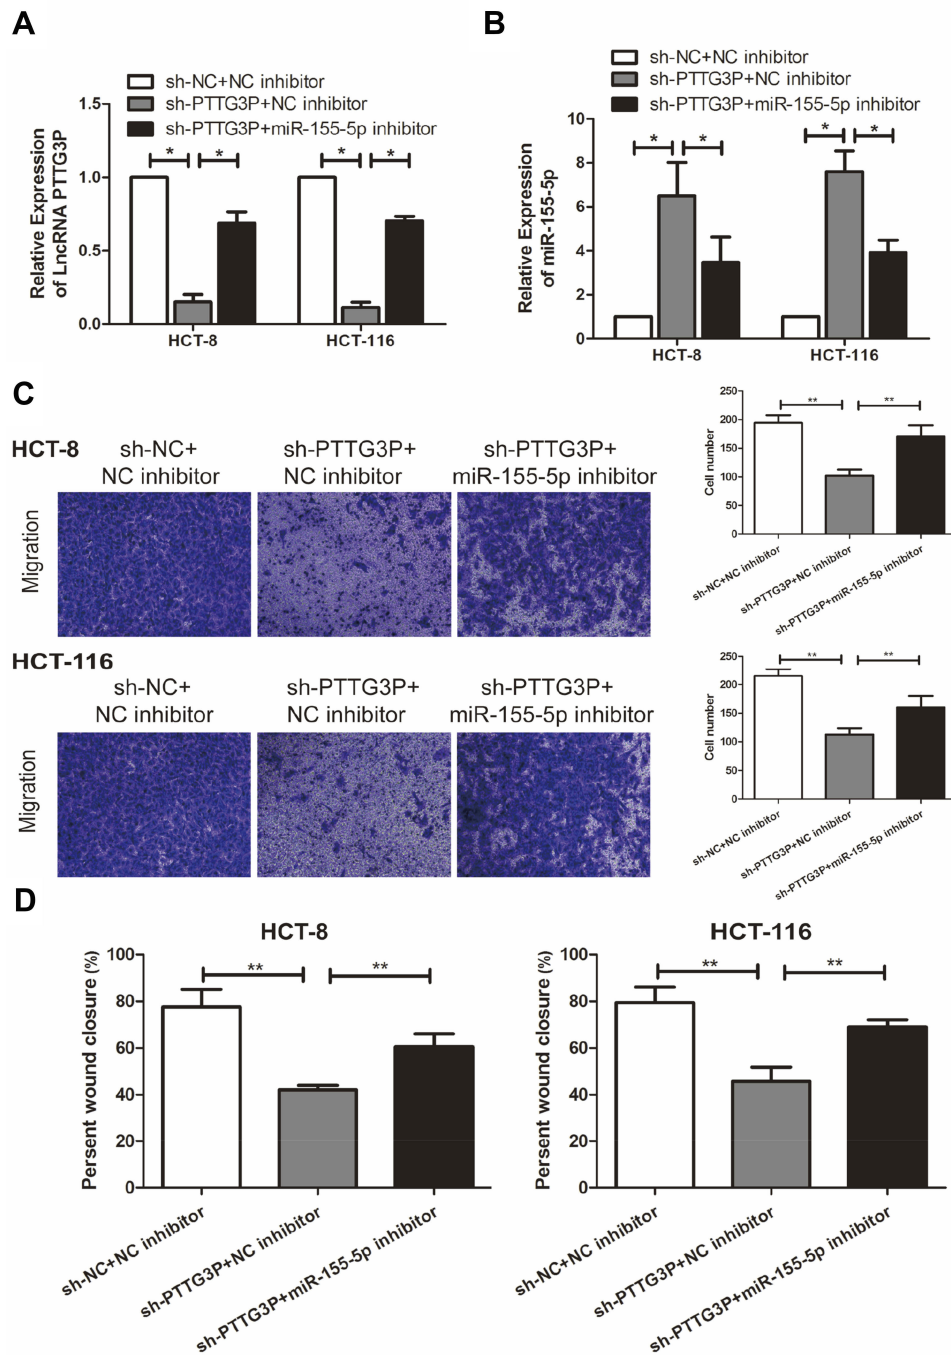 A
sh-NC+NC inhibitor
sh-PTTG3P+NC inhibitor
sh-PTTG3P+miR-155-5p inhibitor
Relative Expression
of LncRNA PTTG3P
1.5
1.0
0.5
0.0
* * * *
HCT-8 HCT-116
B
sh-NC+NC inhibitor
sh-PTTG3P+NC inhibitor
sh-PTTG3P+miR-155-5p inhibitor
Relative Expression
of miR-155-5p
10
8
6
4
2
0
* * * *
HCT-8 HCT-116
C
HCT-8
sh-NC+
NC inhibitor
sh-PTTG3P+
NC inhibitor
sh-PTTG3P+
miR-155-5p inhibitor
Migration
Cell number
250
200
150
100
50
0
** **
sh-NC+NC inhibitor
sh-PTTG3P+NC inhibitor
sh-PTTG3P+miR-155-5p inhibitor
HCT-116
sh-NC+
NC inhibitor
sh-PTTG3P+
NC inhibitor
sh-PTTG3P+
miR-155-5p inhibitor
Migration
Cell number
250
200
150
100
50
0
** **
sh-NC+NC inhibitor
sh-PTTG3P+NC inhibitor
sh-PTTG3P+miR-155-5p inhibitor
D
HCT-8
Persent wound closure (%)
100
80
60
40
20
0
** **
sh-NC+NC inhibitor
sh-PTTG3P+NC inhibitor
sh-PTTG3P+miR-155-5p inhibitor
HCT-116
Persent wound closure (%)
100
80
60
40
20
0
** **
sh-NC+NC inhibitor
sh-PTTG3P+NC inhibitor
sh-PTTG3P+miR-155-5p inhibitor